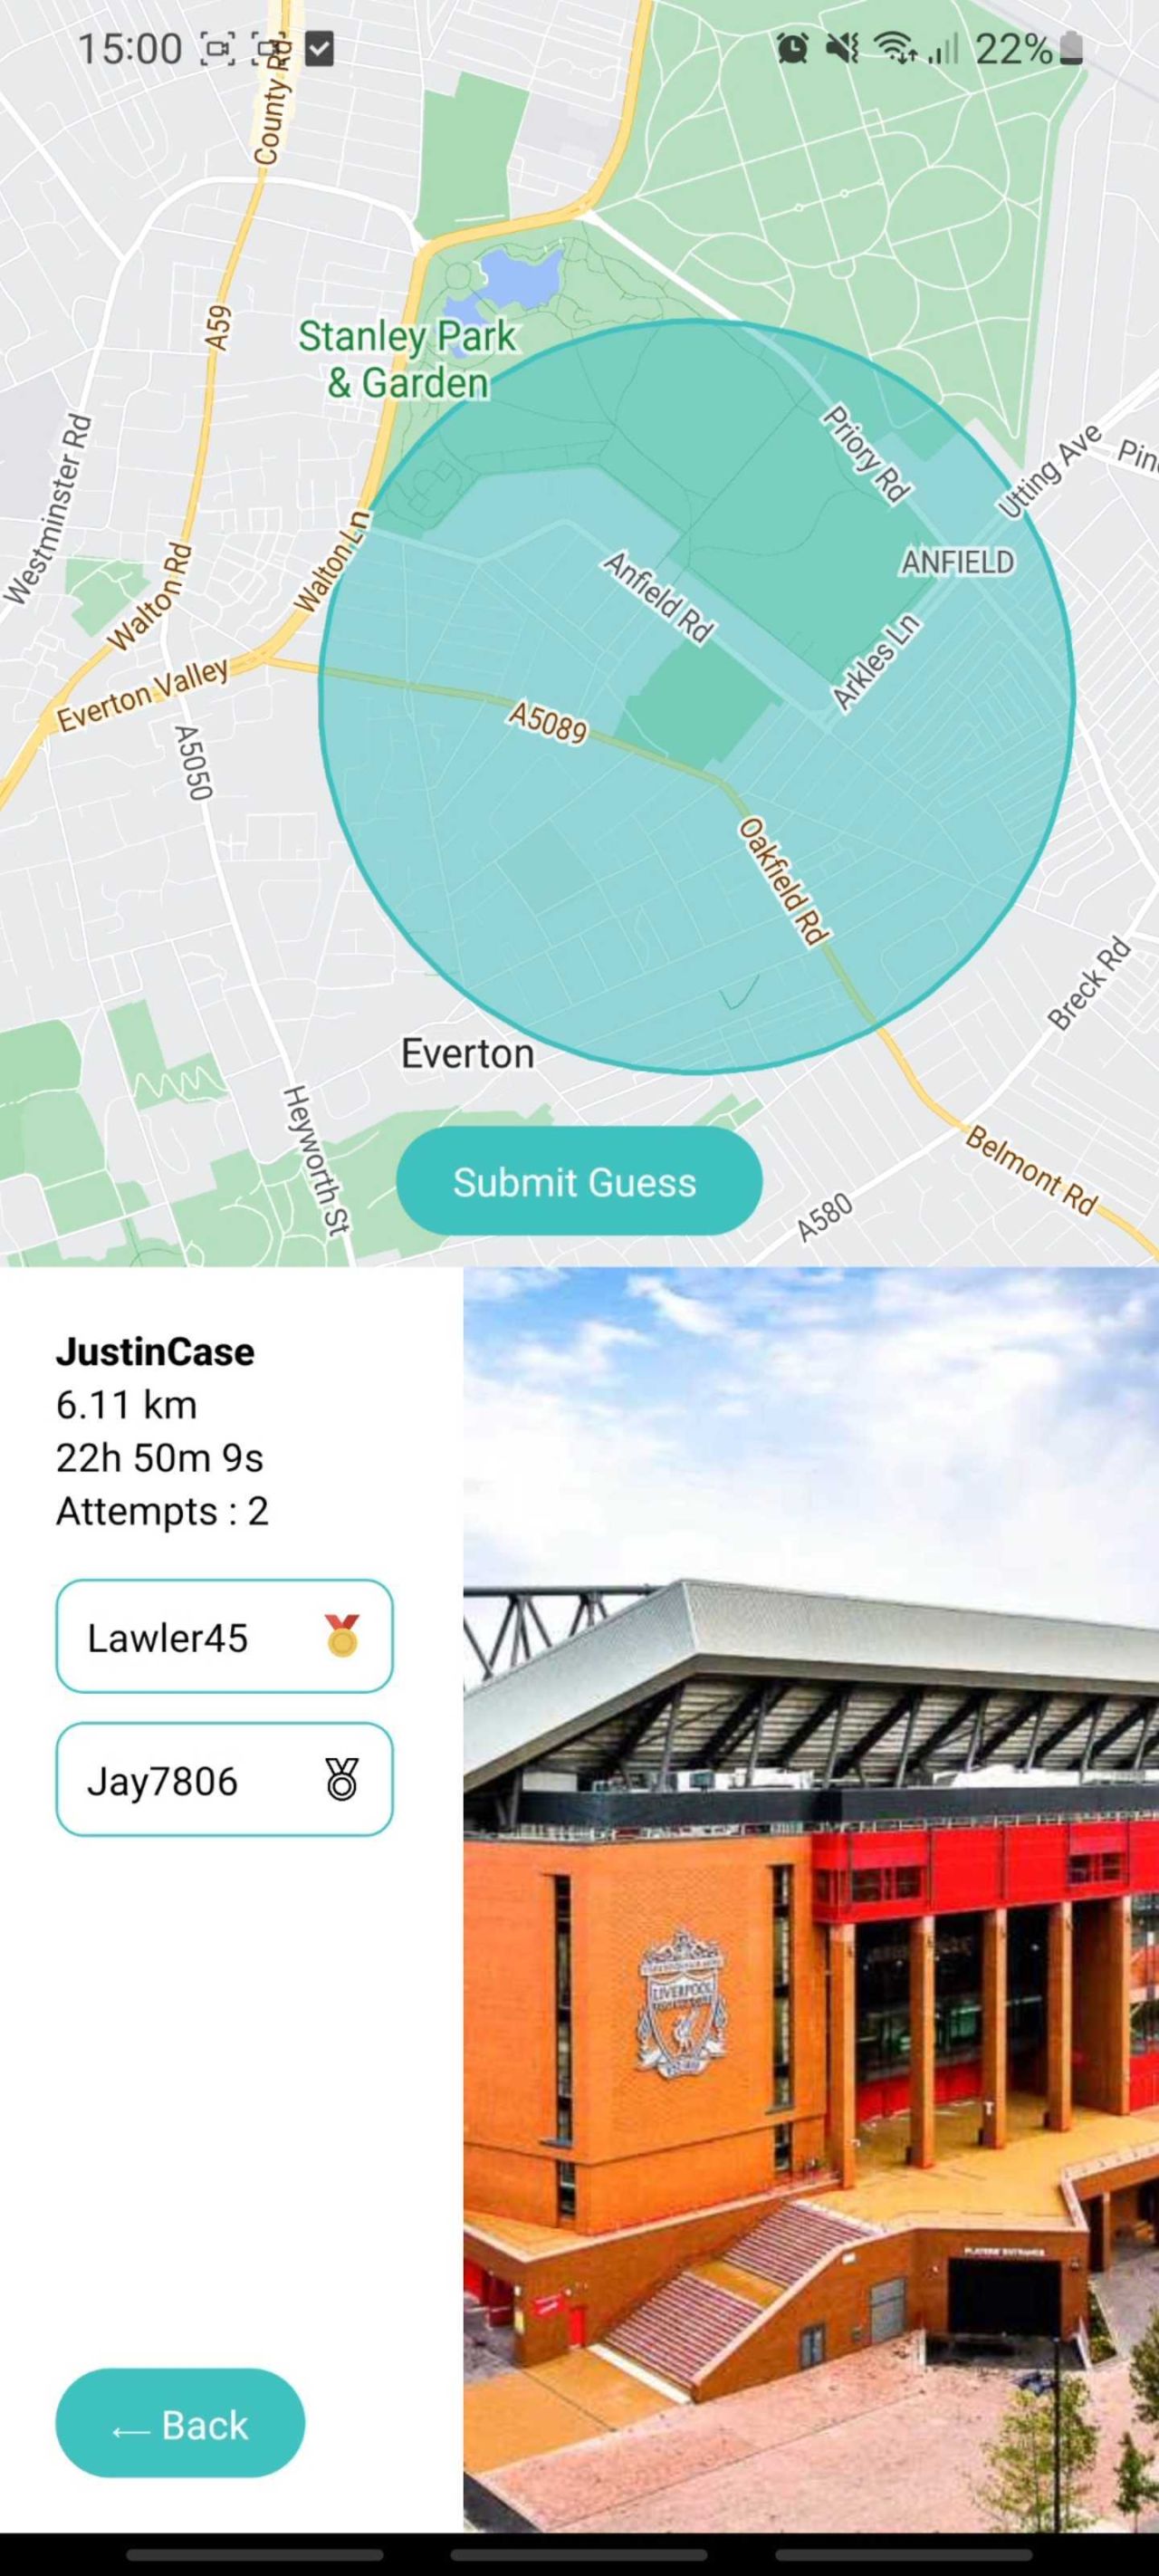 15:00
22%
County Rd
A59
Stanley Park
& Garden
Westminster Rd
Walton Rd
Walton Ln
Everton Valley
Priory Rd
Utting Ave
Pin
ANFIELD
Anfield Rd
Arkles Ln
A5089
A5050
Oakfield Rd
Breck Rd
Everton
Heyworth St
Belmont Rd
A580
Submit Guess
JustinCase
6.11 km
22h 50m 9s
Attempts : 2
Lawler45
Jay7806
← Back
LIVERPOOL
PLAYERS' ENTRANCE